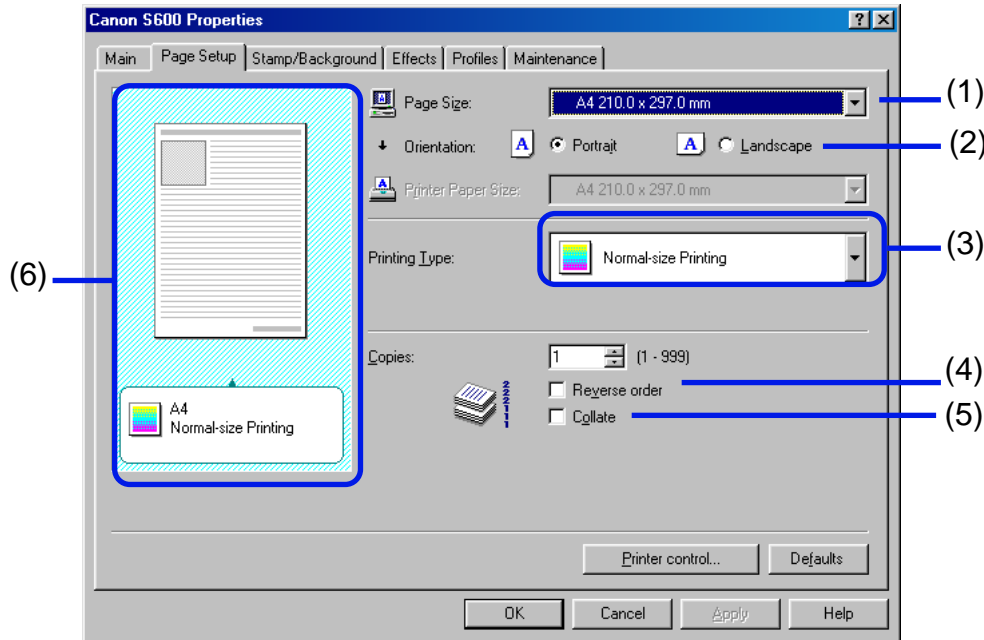 Canon S600 Properties
Main Page Setup Stamp/Background Effects Profiles Maintenance
Page Size: A4 210.0 x 297.0 mm (1)
Orientation: A Portrait A Landscape (2)
Printer Paper Size: A4 210.0 x 297.0 mm
Printing Type: Normal-size Printing (3)
(6)
Copies: 1 (1 - 999)
Reverse order (4)
222111
Collate (5)
A4
Normal-size Printing
Printer control... Defaults
OK Cancel Apply Help